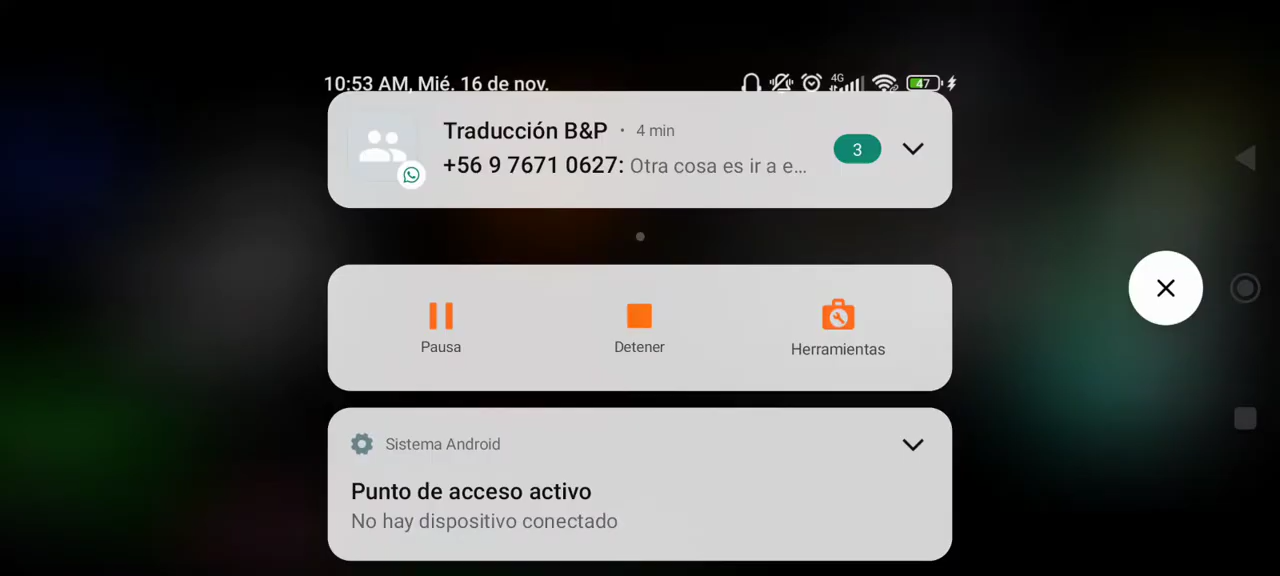 10:53 AM, Mié. 16 de nov.
4G
47
Traducción B&P • 4 min
+56 9 7671 0627: Otra cosa es ir a e...
3
Pausa
Detener
Herramientas
Sistema Android
Punto de acceso activo
No hay dispositivo conectado